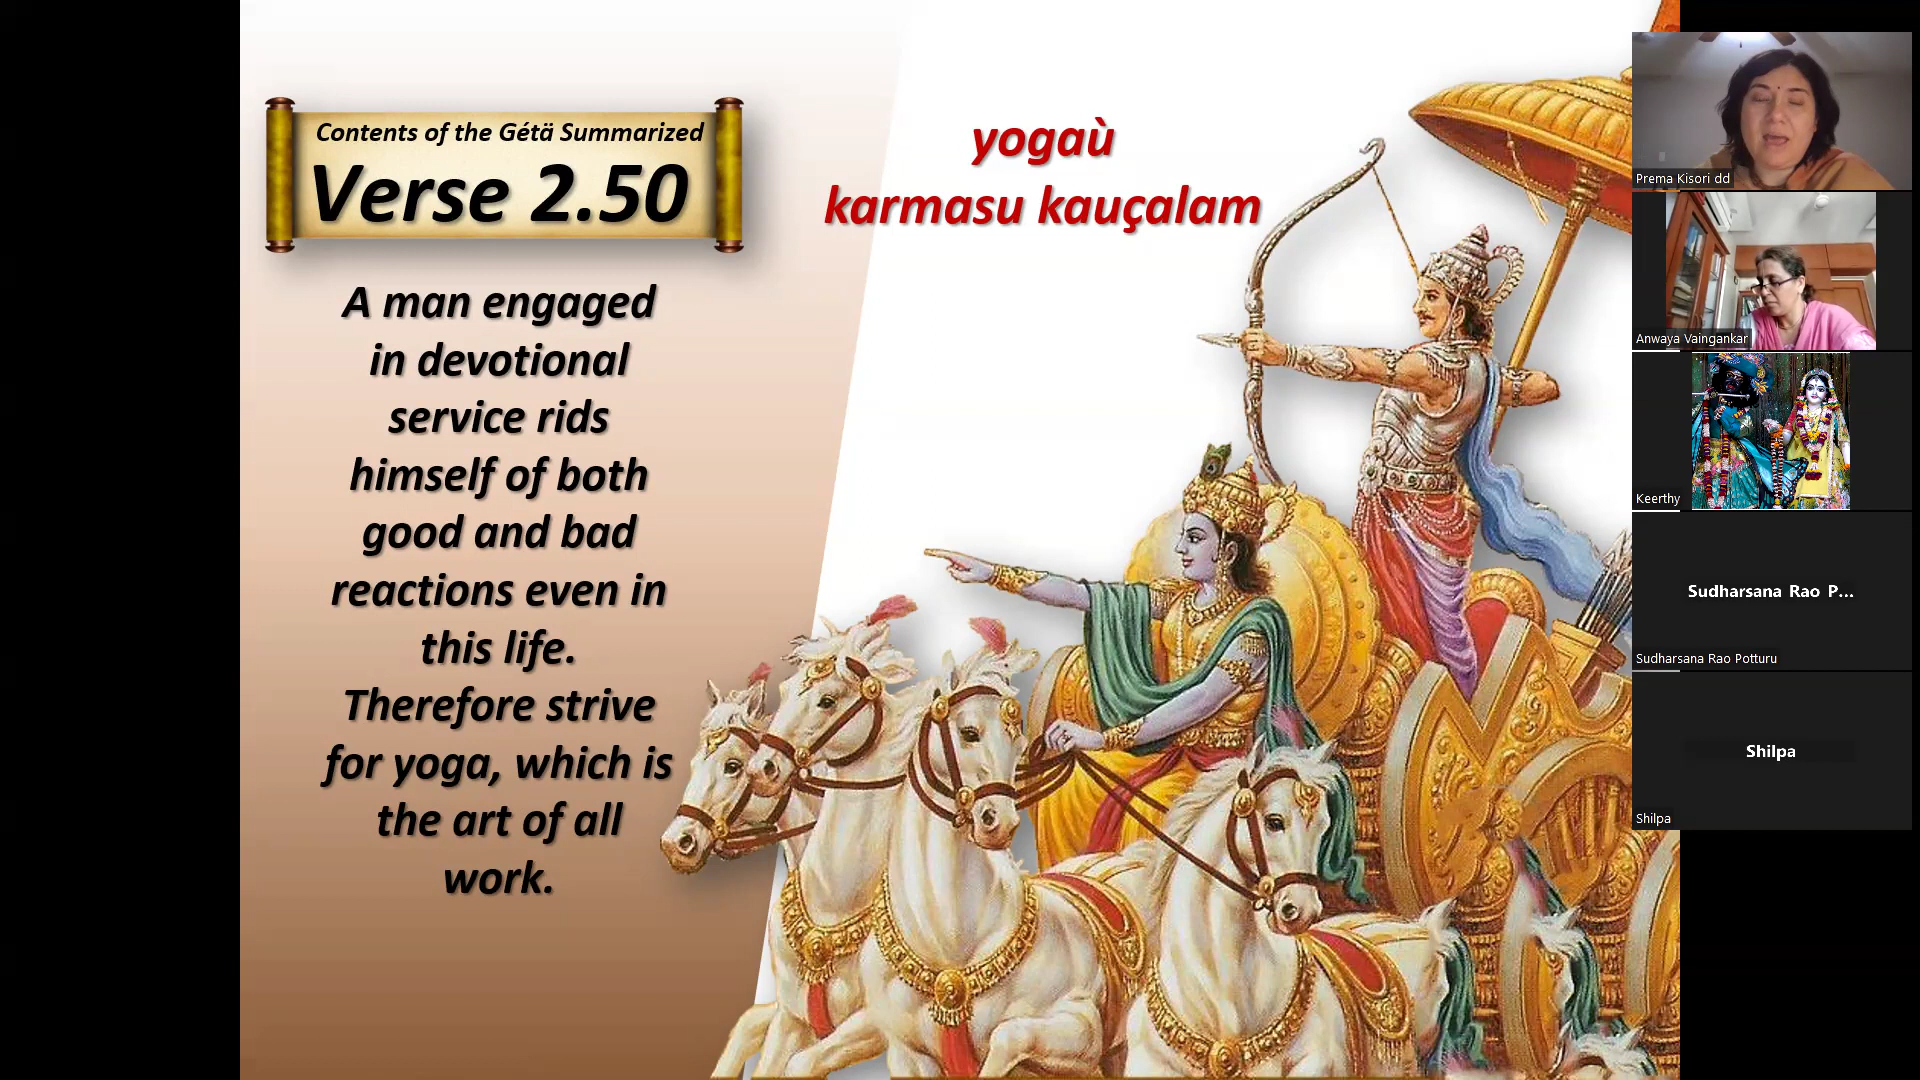 Contents of the Gétä Summarized
Verse 2.50
A man engaged
in devotional
service rids
himself of both
good and bad
reactions even in
this life.
Therefore strive
for yoga, which is
the art of all
work.
yogaù
karmasu kauçalam
Prema Kisori dd
Anwaya Vaingankar
Keerthy
Sudharsana Rao P...
Sudharsana Rao Potturu
Shilpa
Shilpa